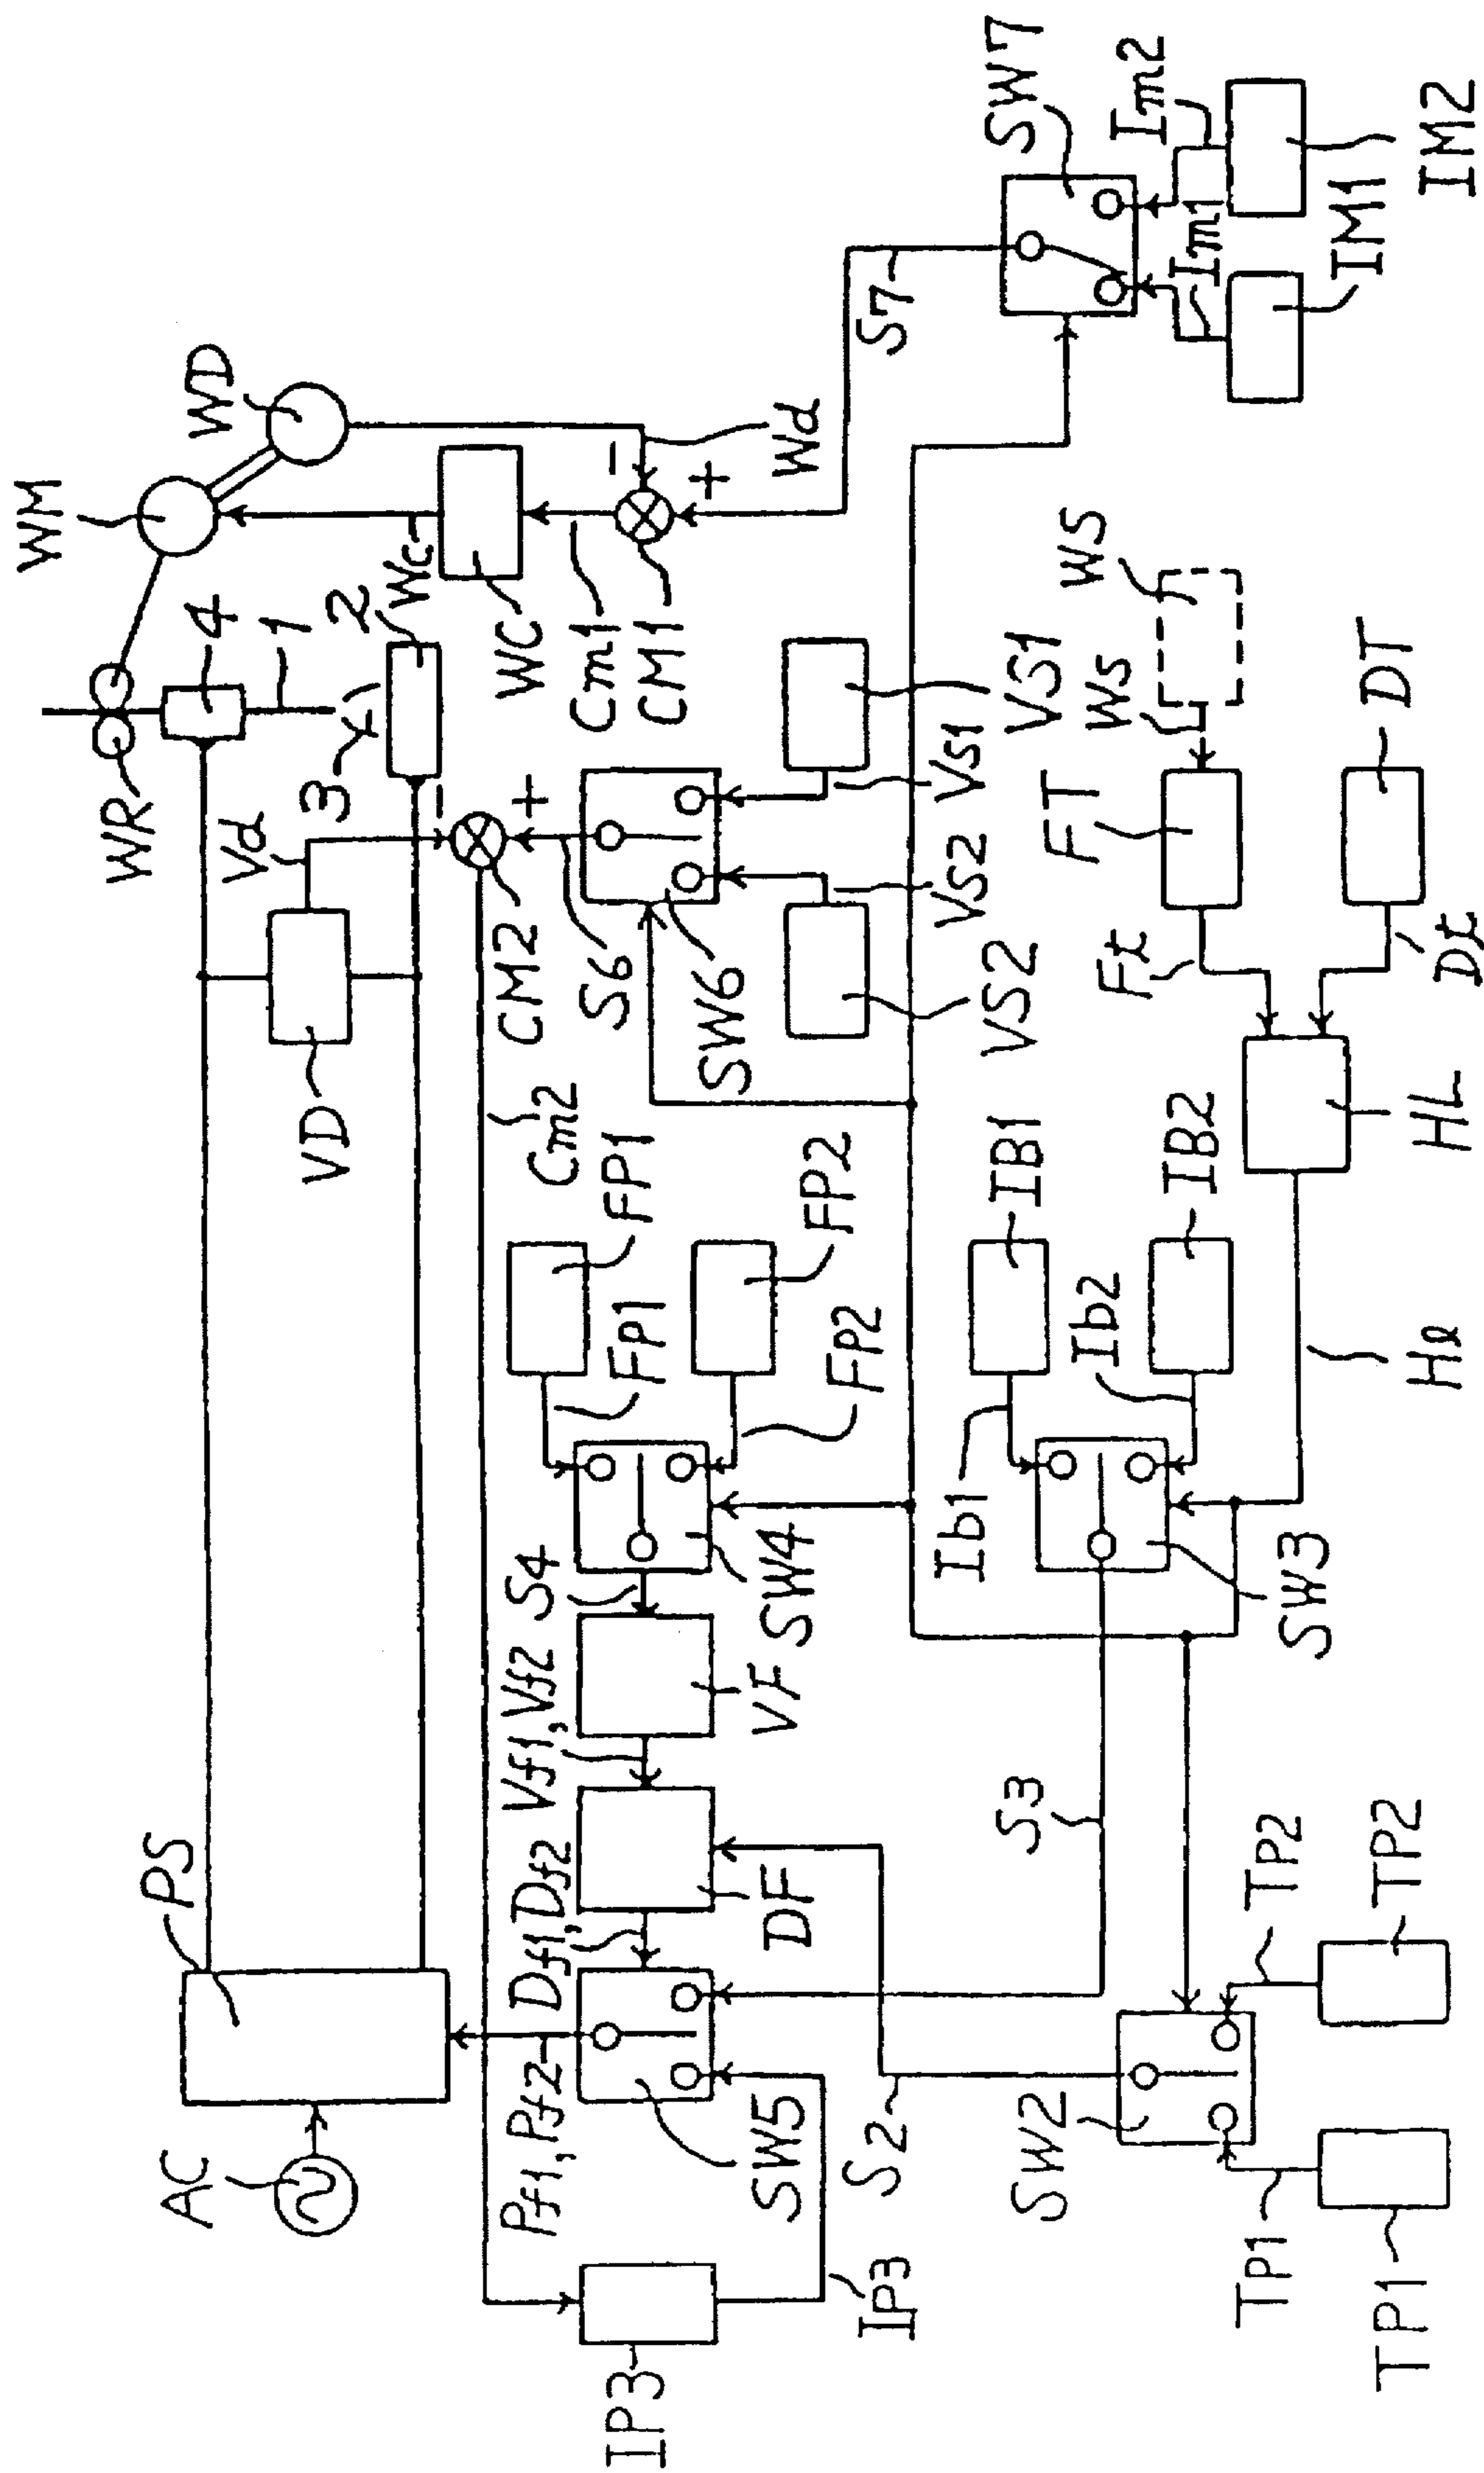 AC
PS
VD
Vd
WR
3
4
1
2
WM
WD
Wc
WC
Cm1
CM1
Wd
−
+
−
+
CM2
Cm2
S6
SW6
VS1
Vs1
Vs2
VS2
S7
SW7
Im1
Im2
IM1
IM2
IP3
IP3
Pf1, Pf2
SW5
Df1, Df2
DF
Vf1, Vf2
VF
S4
SW4
FP1
FP1
FP2
FP2
S2
SW2
S3
SW3
Ib1
IB1
Ib2
IB2
TP1
TP1
TP2
TP2
Hl
HL
Ft
FT
Ws
WS
Dt
DT